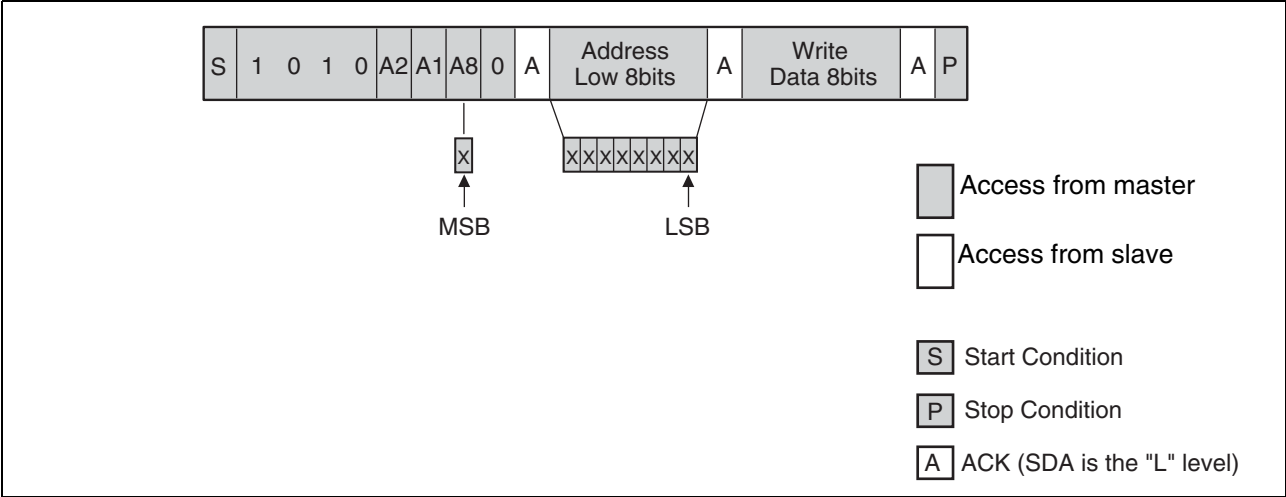 S 1 0 1 0 A2 A1 A8 0 A Address Low 8bits A Write Data 8bits A P
x xxxxxxxx
MSB LSB
Access from master
Access from slave
S Start Condition
P Stop Condition
A ACK (SDA is the "L" level)